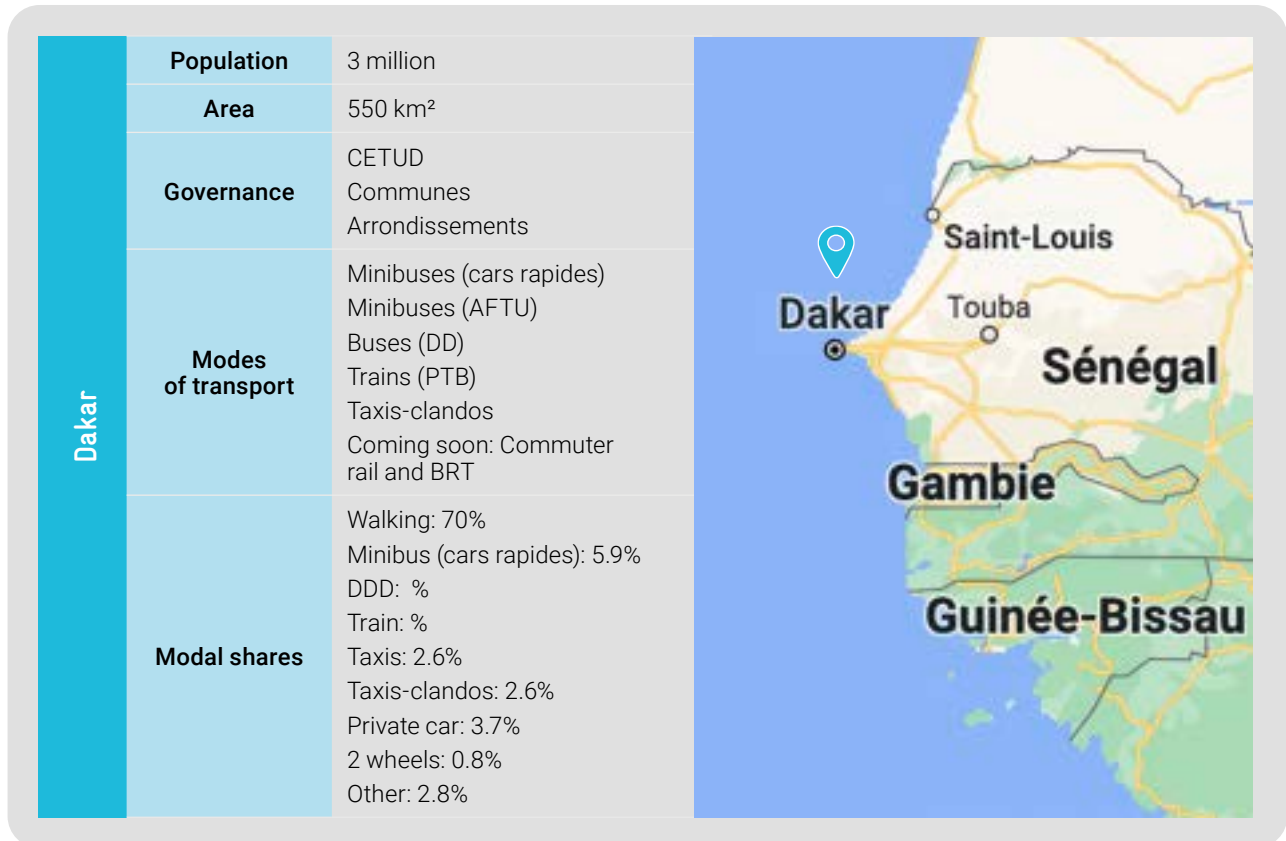 Dakar
Population
3 million
Area
550 km²
Governance
CETUD
Communes
Arrondissements
Modes
of transport
Minibuses (cars rapides)
Minibuses (AFTU)
Buses (DD)
Trains (PTB)
Taxis-clandos
Coming soon: Commuter
rail and BRT
Modal shares
Walking: 70%
Minibus (cars rapides): 5.9%
DDD: %
Train: %
Taxis: 2.6%
Taxis-clandos: 2.6%
Private car: 3.7%
2 wheels: 0.8%
Other: 2.8%
Saint-Louis
Dakar
Touba
Sénégal
Gambie
Guinée-Bissau